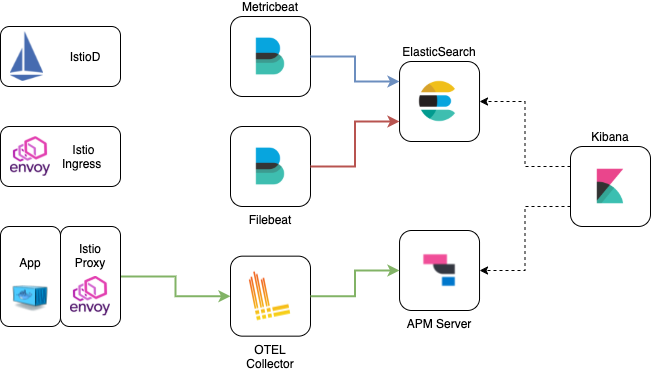 Metricbeat
IstioD
ElasticSearch
Istio
Ingress
envoy
Kibana
Filebeat
App
Istio
Proxy
envoy
APM Server
OTEL
Collector